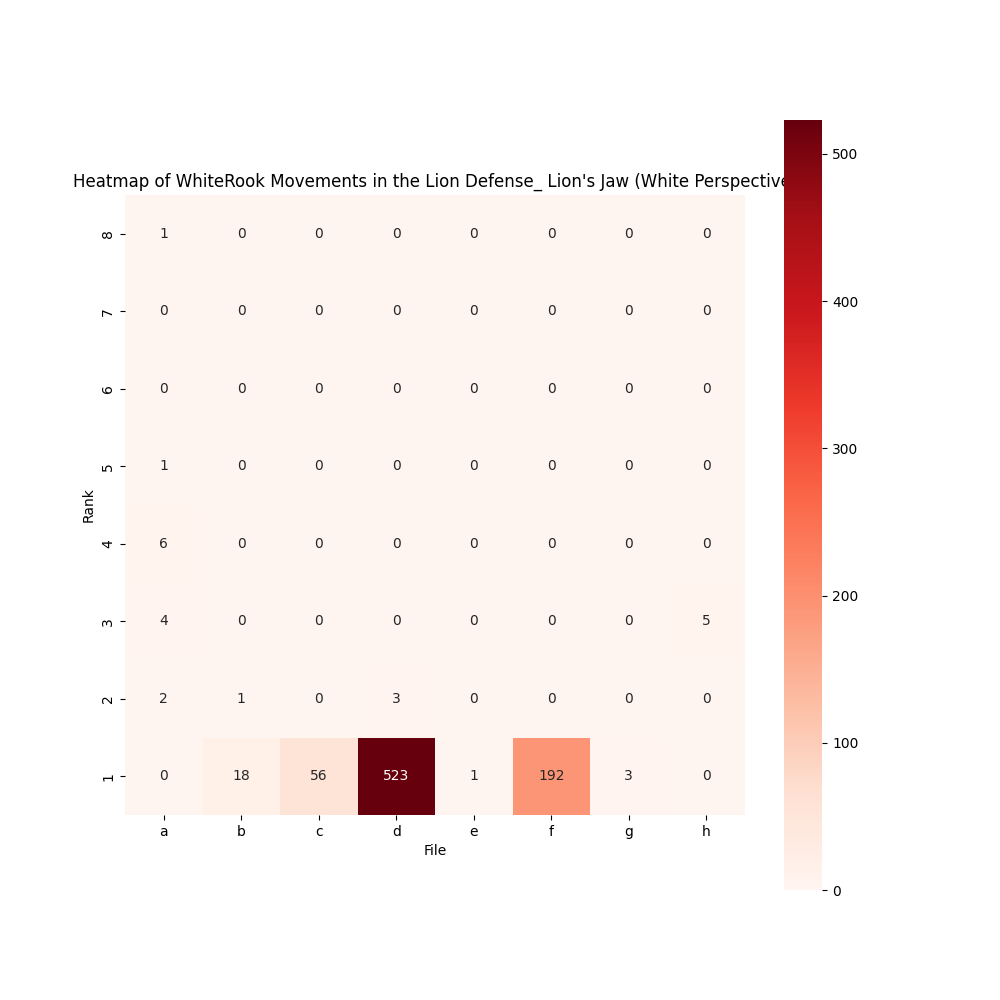 Heatmap of WhiteRook Movements in the Lion Defense_ Lion's Jaw (White Perspective
500
400
300
200
100
0
Rank
8 1 0 0 0 0 0 0 0
7 0 0 0 0 0 0 0 0
6 0 0 0 0 0 0 0 0
5 1 0 0 0 0 0 0 0
4 6 0 0 0 0 0 0 0
3 4 0 0 0 0 0 0 5
2 2 1 0 3 0 0 0 0
1 0 18 56 523 1 192 3 0
a b c d e f g h
File